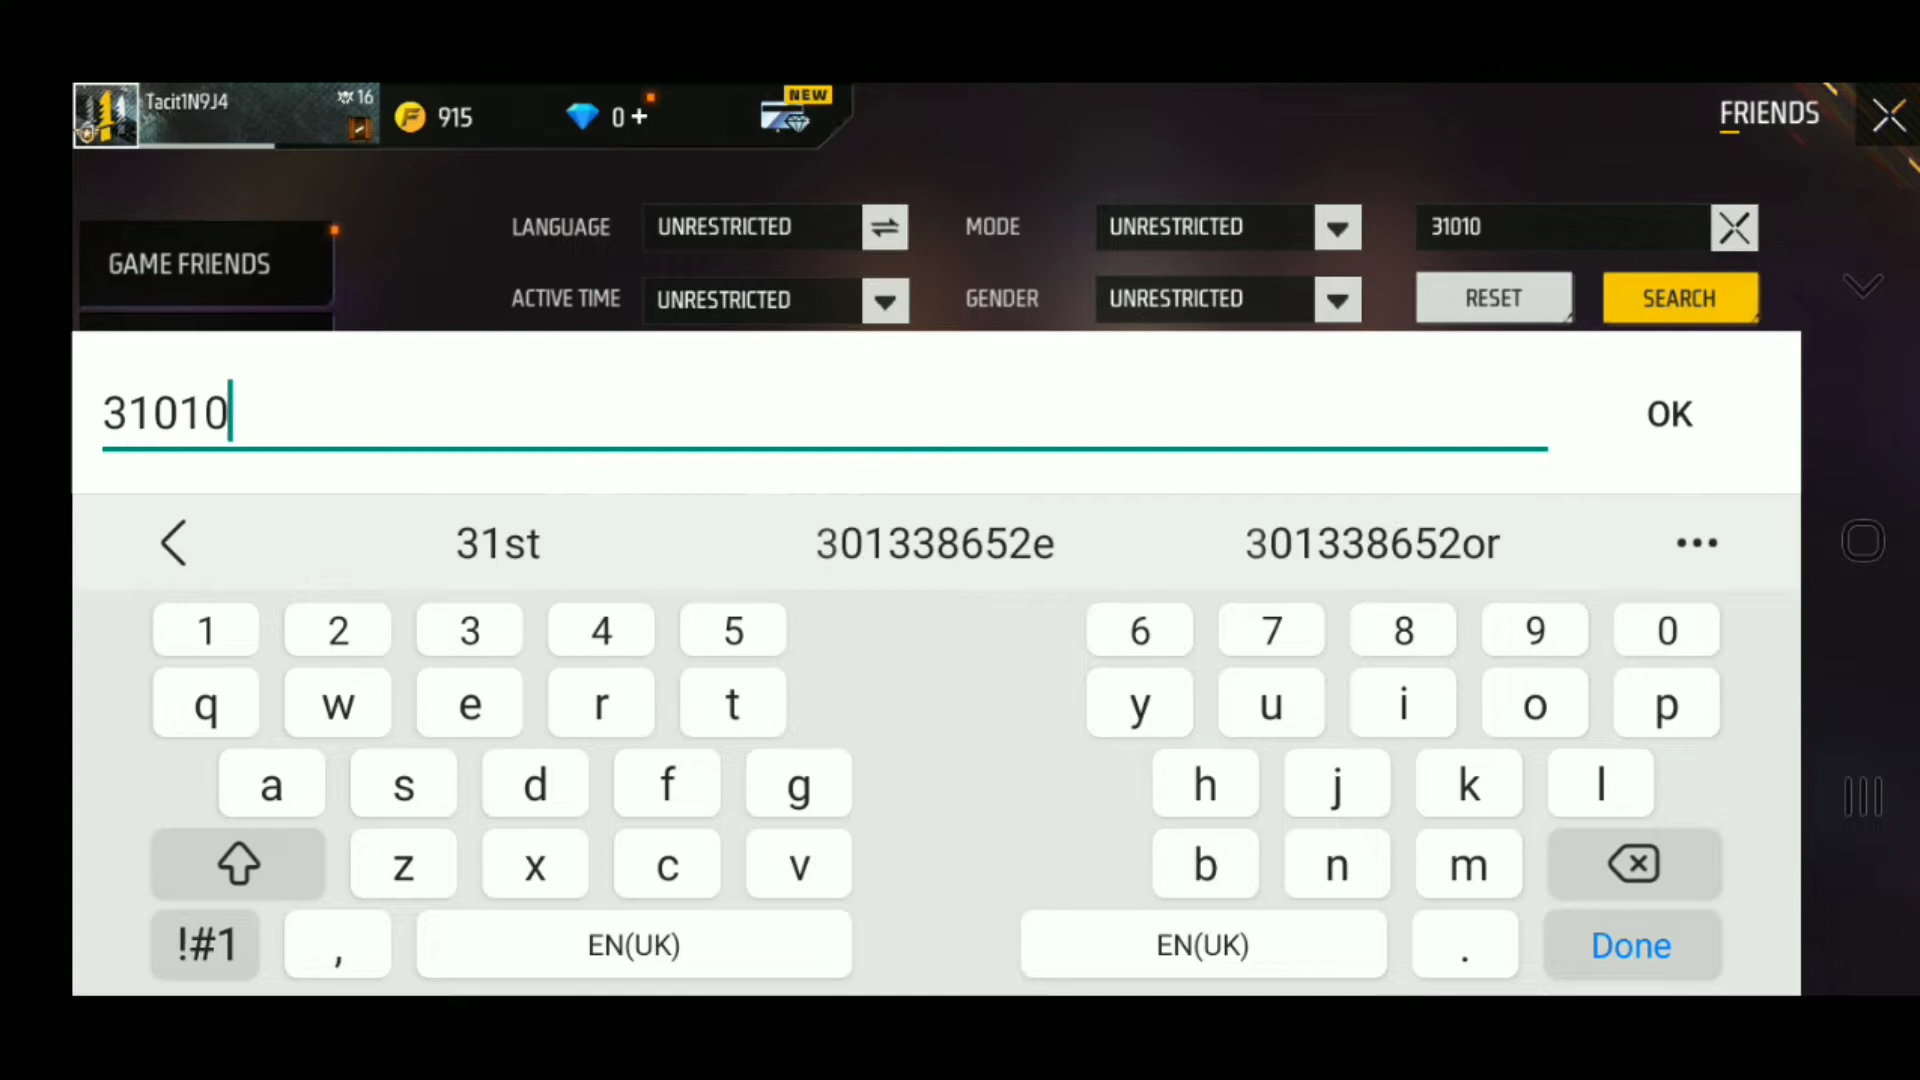 Tacit1N9J4
16
915
0 +
NEW
FRIENDS
GAME FRIENDS
LANGUAGE UNRESTRICTED MODE UNRESTRICTED 31010
ACTIVE TIME UNRESTRICTED GENDER UNRESTRICTED RESET SEARCH
31010 OK
31st 301338652e 301338652or ...
1 2 3 4 5 6 7 8 9 0
q w e r t y u i o p
a s d f g h j k l
z x c v b n m
!#1 , EN(UK) EN(UK) . Done